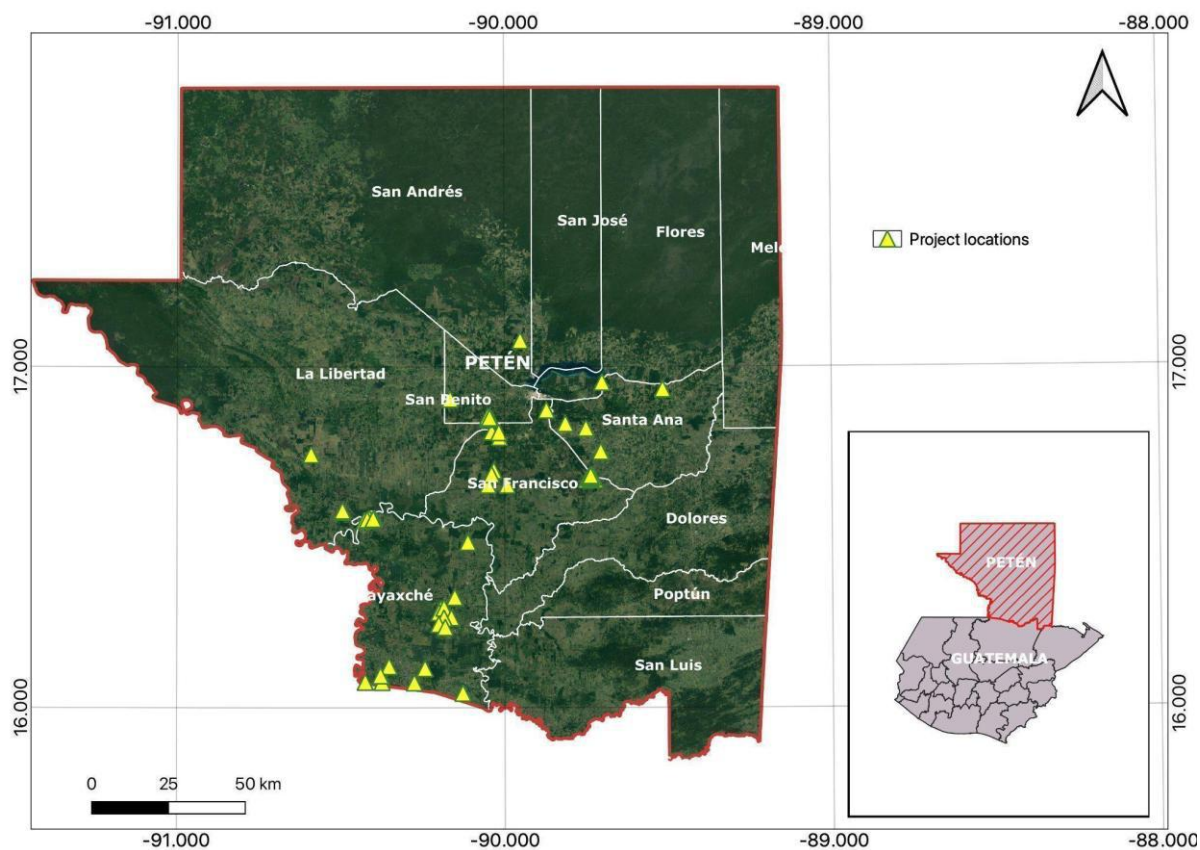 -91.000 -90.000 -89.000 -88.000
San Andrés
San José
Flores
Project locations
PETÉN
17.000
17.000
La Libertad
San Benito
Santa Ana
San Francisco
Dolores
PETÉN
ayaxché
Poptún
GUATEMALA
San Luis
16.000
16.000
0 25 50 km
-91.000 -90.000 -89.000 -88.000